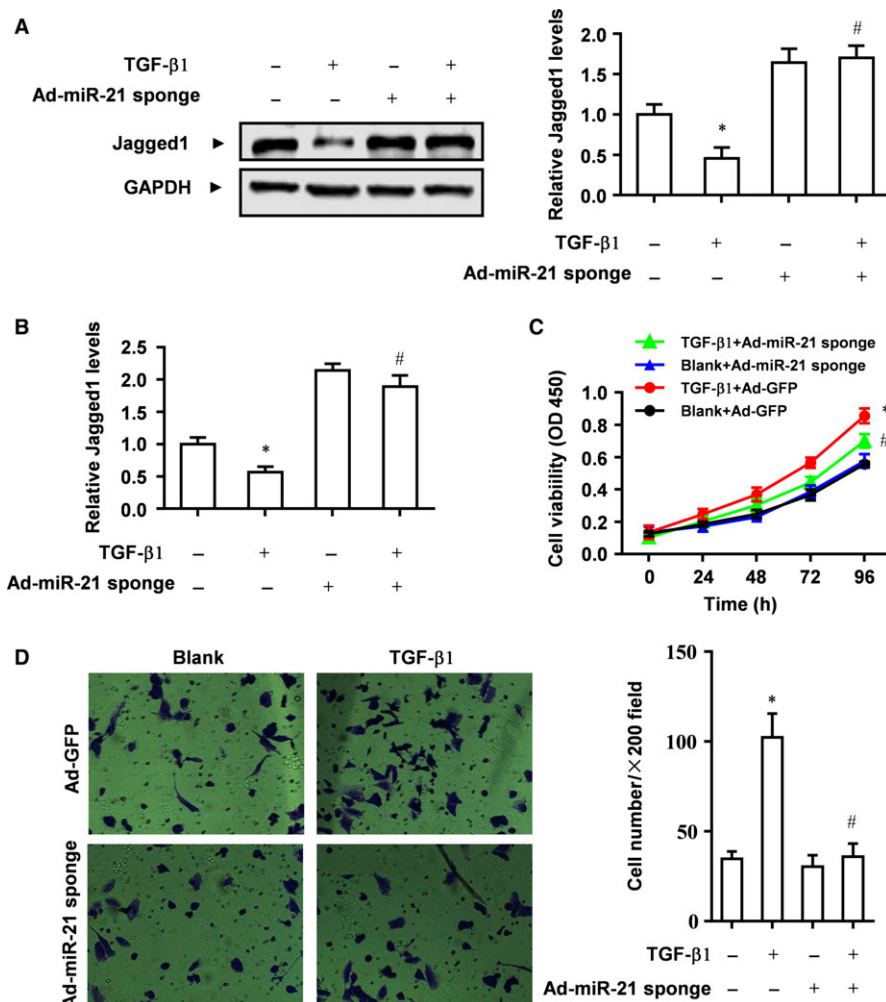 A
TGF-β1 – + – +
Ad-miR-21 sponge – – + +
Jagged1 ►
GAPDH ►
Relative Jagged1 levels
2.0
1.5
1.0
0.5
0.0
*
#
TGF-β1 – + – +
Ad-miR-21 sponge – – + +
B
Relative Jagged1 levels
2.5
2.0
1.5
1.0
0.5
0.0
*
#
TGF-β1 – + – +
Ad-miR-21 sponge – – + +
C
TGF-β1+Ad-miR-21 sponge
Blank+Ad-miR-21 sponge
TGF-β1+Ad-GFP
Blank+Ad-GFP
Cell viabiility (OD 450)
1.0
0.8
0.6
0.4
0.2
0.0
*
#
0 24 48 72 96
Time (h)
D
Blank TGF-β1
Ad-GFP
Ad-miR-21 sponge
Cell number/×200 field
150
100
50
0
*
#
TGF-β1 – + – +
Ad-miR-21 sponge – – + +